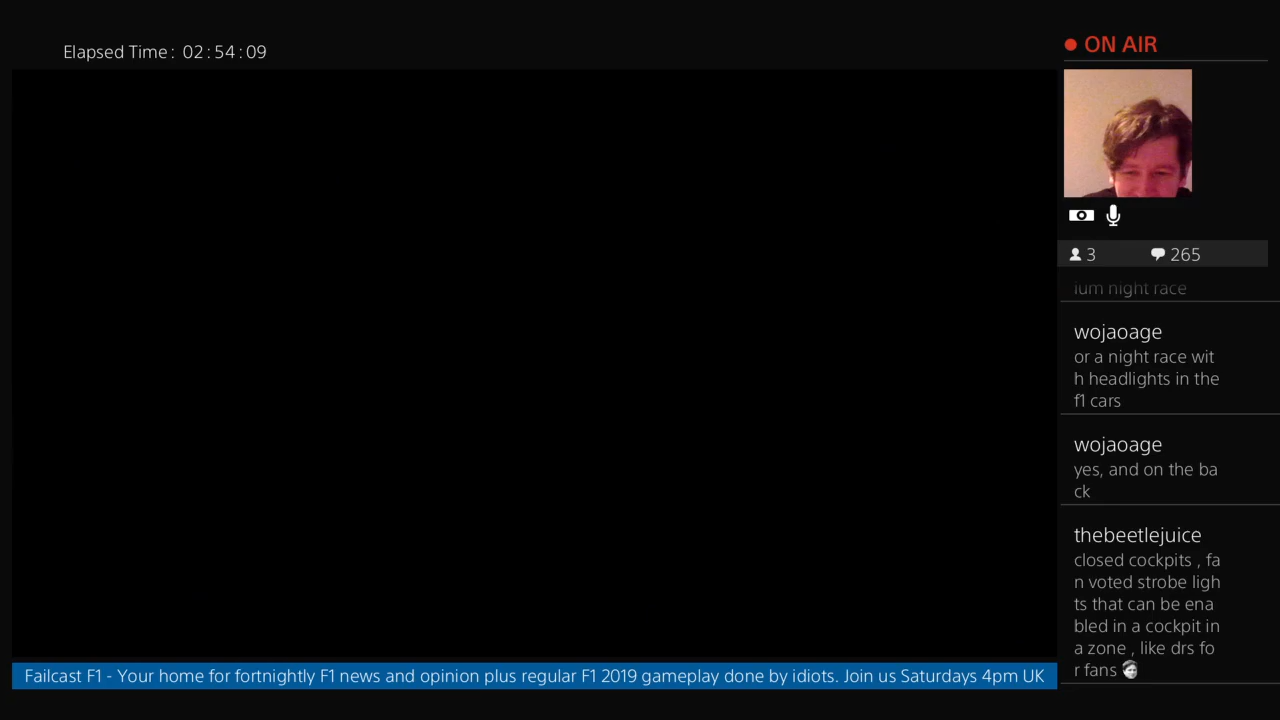 Elapsed Time: 02:54:09
ON AIR
3
265
ium night race
wojaoage
or a night race wit
h headlights in the
f1 cars
wojaoage
yes, and on the ba
ck
thebeetlejuice
closed cockpits , fa
n voted strobe ligh
ts that can be ena
bled in a cockpit in
a zone , like drs fo
r fans
Failcast F1 - Your home for fortnightly F1 news and opinion plus regular F1 2019 gameplay done by idiots. Join us Saturdays 4pm UK